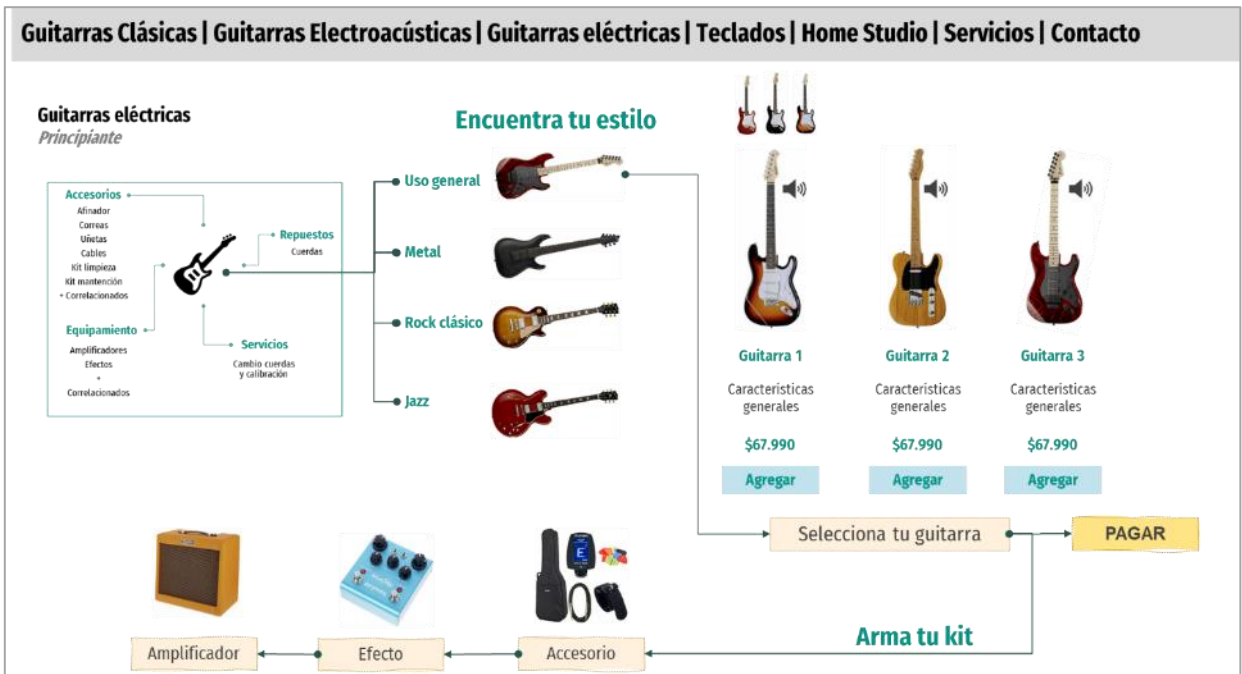 Guitarras Clásicas | Guitarras Electroacústicas | Guitarras eléctricas | Teclados | Home Studio | Servicios | Contacto
Guitarras eléctricas
Principiante
Accesorios
Afinador
Correas
Uñetas
Cables
Kit limpieza
Kit mantención
+ Correlacionados
Equipamiento
Amplificadores
Efectos
+
Correlacionados
Repuestos
Cuerdas
Servicios
Cambio cuerdas
y calibración
Encuentra tu estilo
Uso general
Metal
Rock clásico
Jazz
Guitarra 1
Caracteristicas
generales
$67.990
Agregar
Guitarra 2
Caracteristicas
generales
$67.990
Agregar
Guitarra 3
Caracteristicas
generales
$67.990
Agregar
Selecciona tu guitarra
PAGAR
Arma tu kit
Accesorio
Efecto
Amplificador
E